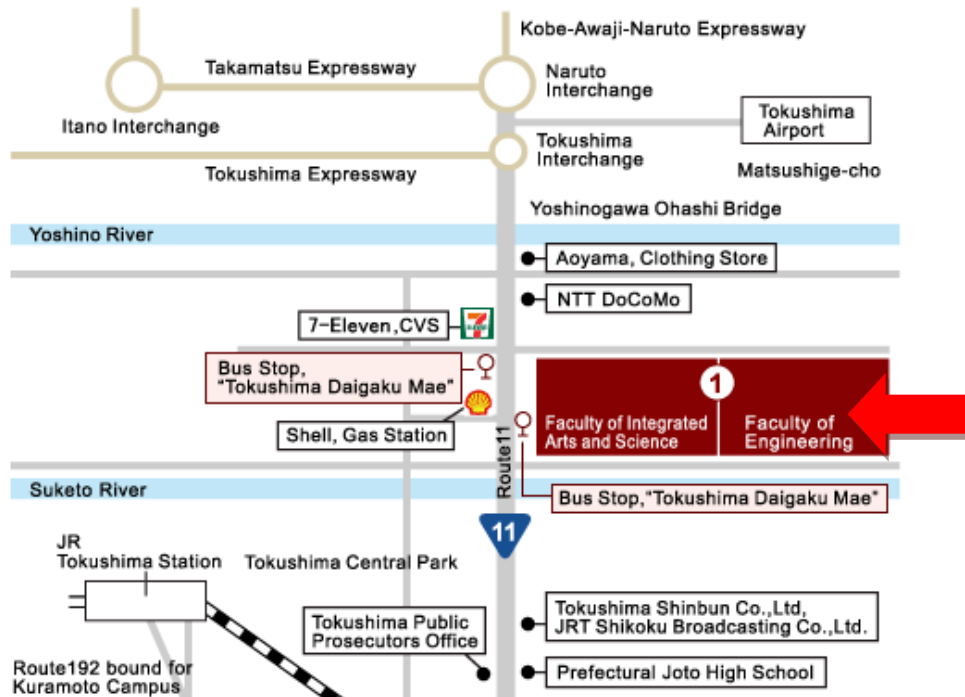 Kobe-Awaji-Naruto Expressway
Takamatsu Expressway
Naruto
Interchange
Itano Interchange
Tokushima
Airport
Tokushima
Interchange
Tokushima Expressway
Matsushige-cho
Yoshinogawa Ohashi Bridge
Yoshino River
Aoyama, Clothing Store
NTT DoCoMo
7-Eleven,CVS
7
Bus Stop,
"Tokushima Daigaku Mae"
1
Faculty of Integrated
Arts and Science
Faculty of
Engineering
Shell, Gas Station
Route11
Suketo River
Bus Stop,"Tokushima Daigaku Mae"
11
JR
Tokushima Station
Tokushima Central Park
Tokushima Public
Prosecutors Office
Tokushima Shinbun Co.,Ltd,
JRT Shikoku Broadcasting Co.,Ltd.
Route192 bound for
Kuramoto Campus
Prefectural Joto High School